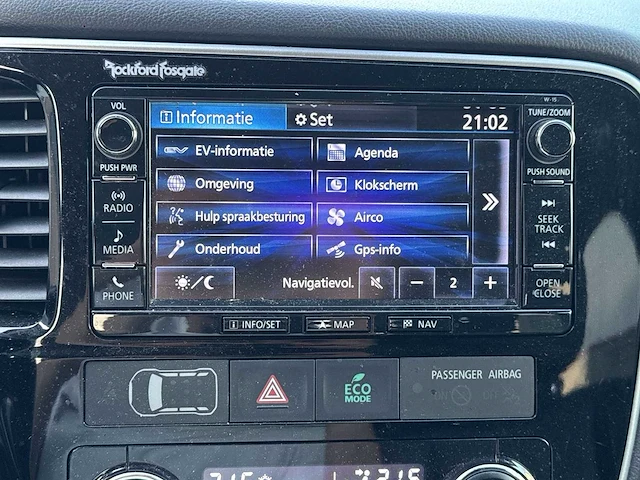 Rockford Fosgate
W-15
VOL
PUSH PWR
RADIO
MEDIA
PHONE
Informatie
Set
21:02
EV-informatie
Agenda
Omgeving
Klokscherm
Hulp spraakbesturing
Airco
Onderhoud
Gps-info
Navigatievol.
− 2 +
TUNE/ZOOM
PUSH SOUND
SEEK
TRACK
OPEN
CLOSE
INFO/SET
MAP
NAV
ECO
MODE
PASSENGER AIRBAG